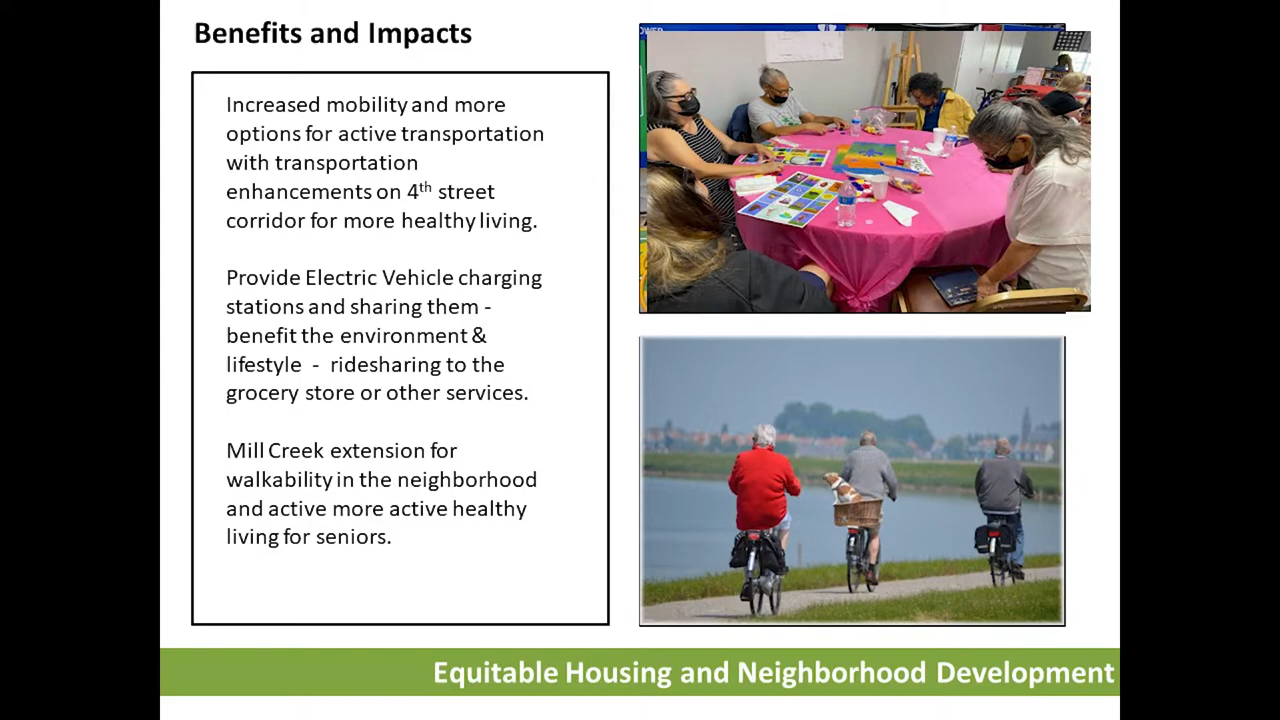 Benefits and Impacts
OWER
Increased mobility and more
options for active transportation
with transportation
enhancements on 4th street
corridor for more healthy living.
Provide Electric Vehicle charging
stations and sharing them -
benefit the environment &
lifestyle - ridesharing to the
grocery store or other services.
Mill Creek extension for
walkability in the neighborhood
and active more active healthy
living for seniors.
Equitable Housing and Neighborhood Development